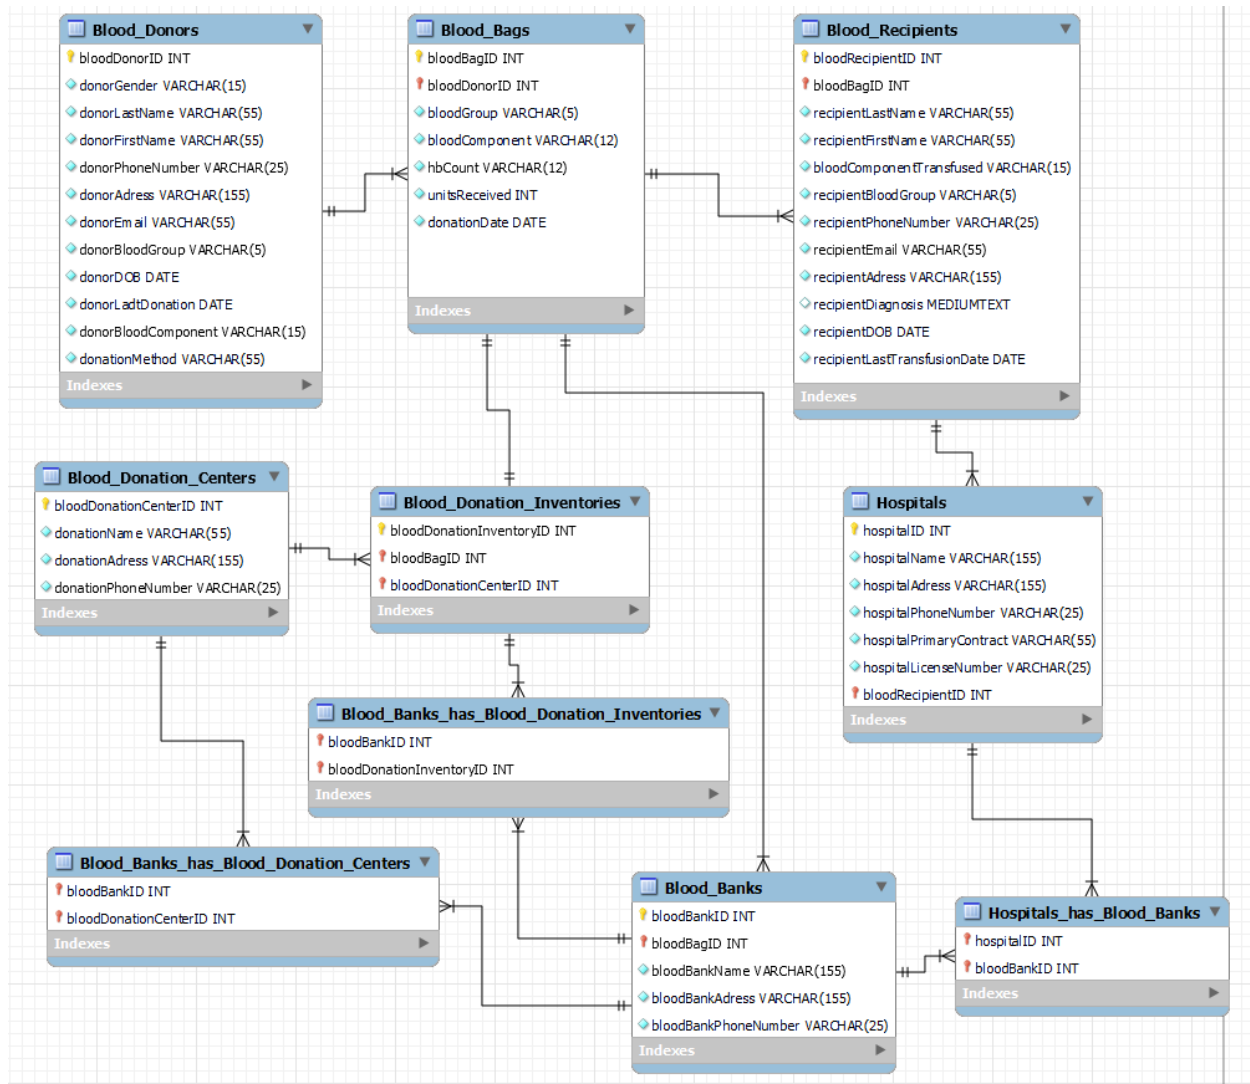 Blood_Donors
bloodDonorID INT
donorGender VARCHAR(15)
donorLastName VARCHAR(55)
donorFirstName VARCHAR(55)
donorPhoneNumber VARCHAR(25)
donorAdress VARCHAR(155)
donorEmail VARCHAR(55)
donorBloodGroup VARCHAR(5)
donorDOB DATE
donorLadtDonation DATE
donorBloodComponent VARCHAR(15)
donationMethod VARCHAR(55)
Indexes
Blood_Bags
bloodBagID INT
bloodDonorID INT
bloodGroup VARCHAR(5)
bloodComponent VARCHAR(12)
hbCount VARCHAR(12)
unitsReceived INT
donationDate DATE
Indexes
Blood_Recipients
bloodRecipientID INT
bloodBagID INT
recipientLastName VARCHAR(55)
recipientFirstName VARCHAR(55)
bloodComponentTransfused VARCHAR(15)
recipientBloodGroup VARCHAR(5)
recipientPhoneNumber VARCHAR(25)
recipientEmail VARCHAR(55)
recipientAdress VARCHAR(155)
recipientDiagnosis MEDIUMTEXT
recipientDOB DATE
recipientLastTransfusionDate DATE
Indexes
Blood_Donation_Centers
bloodDonationCenterID INT
donationName VARCHAR(55)
donationAdress VARCHAR(155)
donationPhoneNumber VARCHAR(25)
Indexes
Blood_Donation_Inventories
bloodDonationInventoryID INT
bloodBagID INT
bloodDonationCenterID INT
Indexes
Hospitals
hospitalID INT
hospitalName VARCHAR(155)
hospitalAdress VARCHAR(155)
hospitalPhoneNumber VARCHAR(25)
hospitalPrimaryContract VARCHAR(55)
hospitalLicenseNumber VARCHAR(25)
bloodRecipientID INT
Indexes
Blood_Banks_has_Blood_Donation_Inventories
bloodBankID INT
bloodDonationInventoryID INT
Indexes
Blood_Banks_has_Blood_Donation_Centers
bloodBankID INT
bloodDonationCenterID INT
Indexes
Blood_Banks
bloodBankID INT
bloodBagID INT
bloodBankName VARCHAR(155)
bloodBankAdress VARCHAR(155)
bloodBankPhoneNumber VARCHAR(25)
Indexes
Hospitals_has_Blood_Banks
hospitalID INT
bloodBankID INT
Indexes